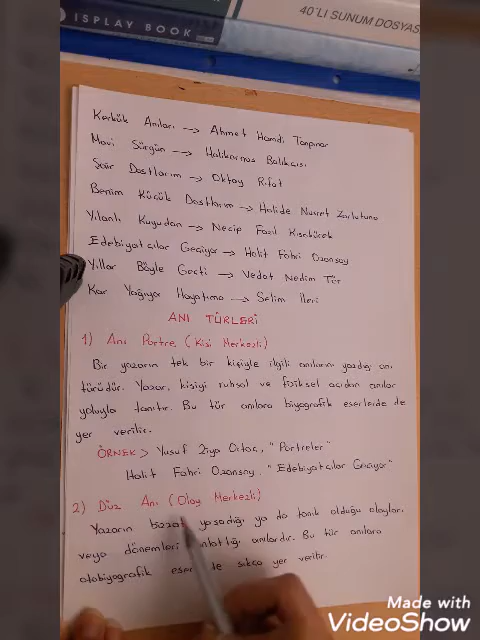 ISPLAY BOOK
40'LI SUNUM DOSYAS
Kerkük Anıları → Ahmet Hamdi Tanpınar
Mavi Sürgün → Halikarnas Balıkçısı
Şair Dostlarım → Oktay Rifat
Benim Küçük Dostlarım → Halide Nusret Zorlutuna
Yılanlı Kuyudan → Necip Fazıl Kısakürek
Edebiyatçılar Geçiyor → Halit Fahri Ozansoy
Yıllar Böyle Geçti → Vedat Nedim Tör
Kar Yağıyor Hayatıma → Selim İleri
ANI TÜRLERİ
1) Anı Portre (Kişi Merkezli)
Bir yazarın tek bir kişiyle ilgili anılarını yazdığı anı
türüdür. Yazar, kişiyi ruhsal ve fiziksel açıdan anılar
yoluyla tanıtır. Bu tür anılara biyografik eserlerde de
yer verilir.
ÖRNEK > Yusuf Ziya Ortaç, "Portreler"
Halit Fahri Ozansoy, "Edebiyatçılar Geçiyor"
2) Düz Anı (Olay Merkezli)
Yazarın bizzat yaşadığı ya da tanık olduğu olayları
veya dönemleri anlattığı anılardır. Bu tür anılara
otobiyografik eserlerde sıkça yer verilir.
Made with
VideoShow